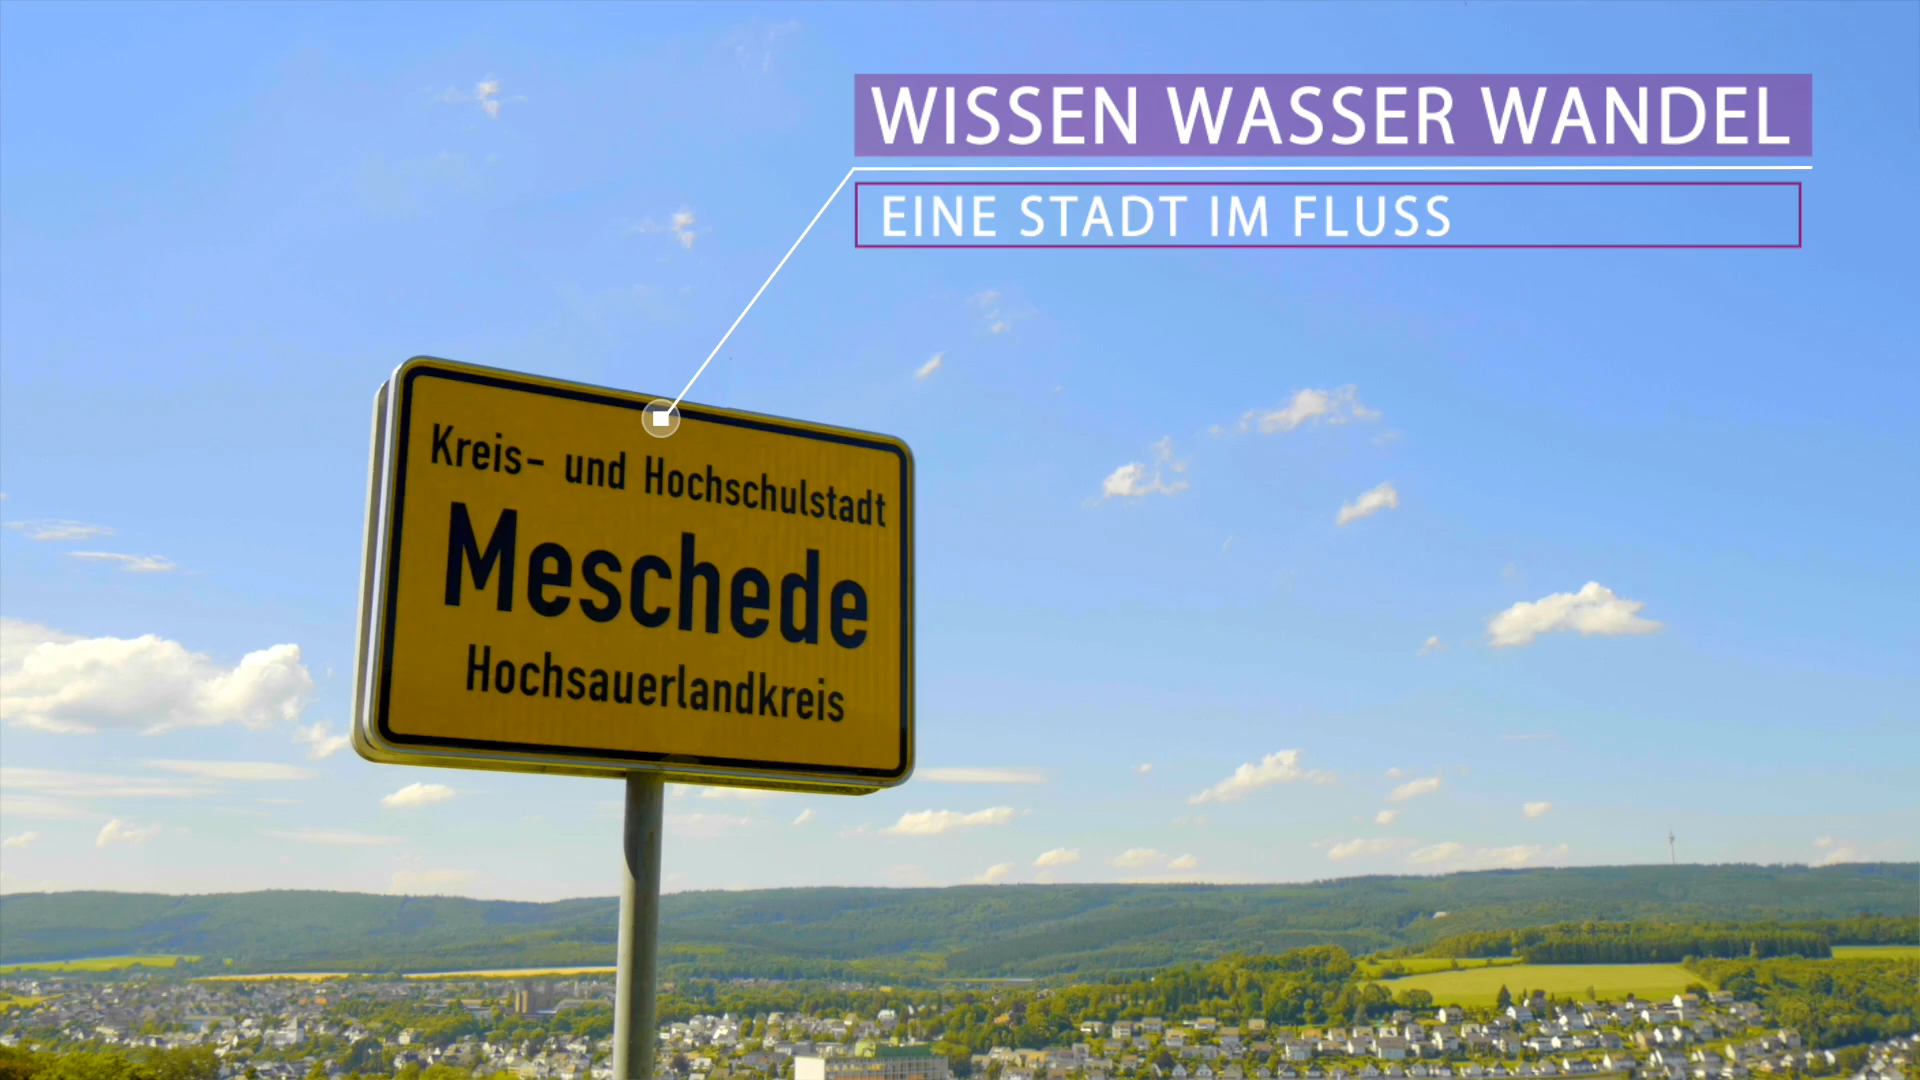 WISSEN WASSER WANDEL
EINE STADT IM FLUSS
Kreis- und Hochschulstadt
Meschede
Hochsauerlandkreis